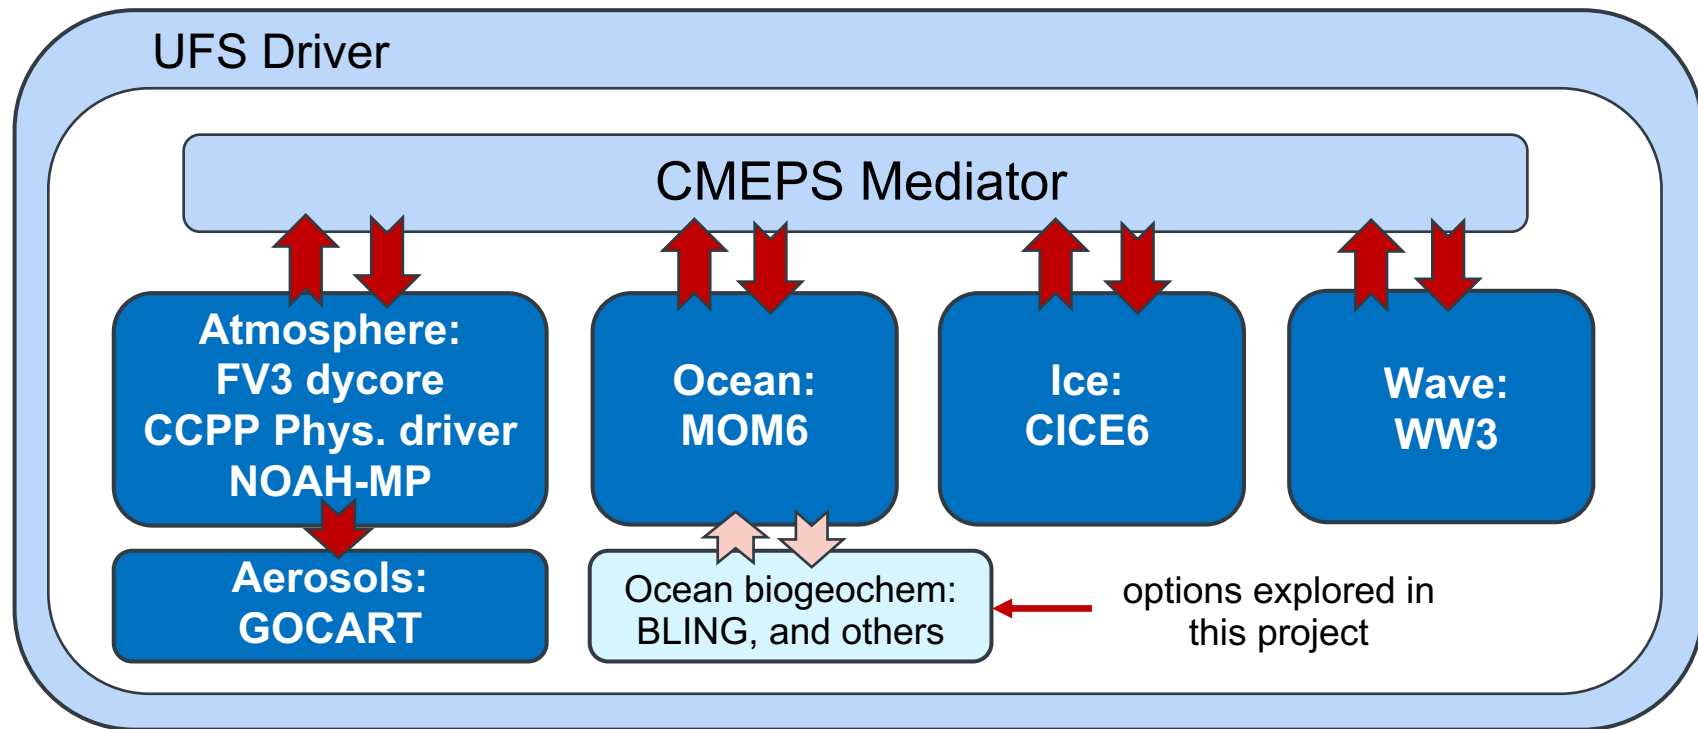 UFS Driver
CMEPS Mediator
Atmosphere:
FV3 dycore
CCPP Phys. driver
NOAH-MP
Ocean:
MOM6
Ice:
CICE6
Wave:
WW3
Aerosols:
GOCART
Ocean biogeochem:
BLING, and others
options explored in
this project